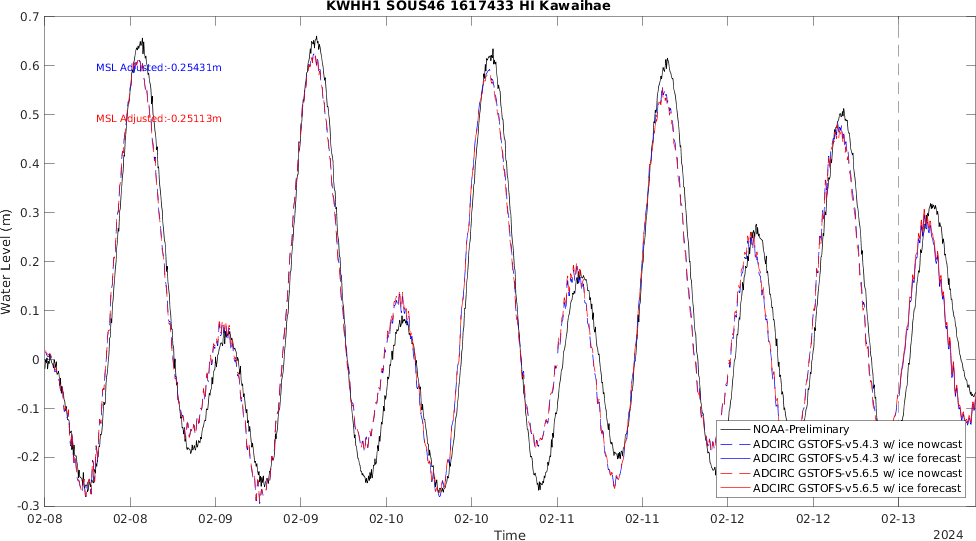 KWHH1 SOUS46 1617433 HI Kawaihae
0.7
0.6
0.5
0.4
0.3
0.2
0.1
0
-0.1
-0.2
-0.3
Water Level (m)
MSL Adjusted:-0.25431m
MSL Adjusted:-0.25113m
NOAA-Preliminary
ADCIRC GSTOFS-v5.4.3 w/ ice nowcast
ADCIRC GSTOFS-v5.4.3 w/ ice forecast
ADCIRC GSTOFS-v5.6.5 w/ ice nowcast
ADCIRC GSTOFS-v5.6.5 w/ ice forecast
02-08 02-08 02-09 02-09 02-10 02-10 02-11 02-11 02-12 02-12 02-13
Time
2024